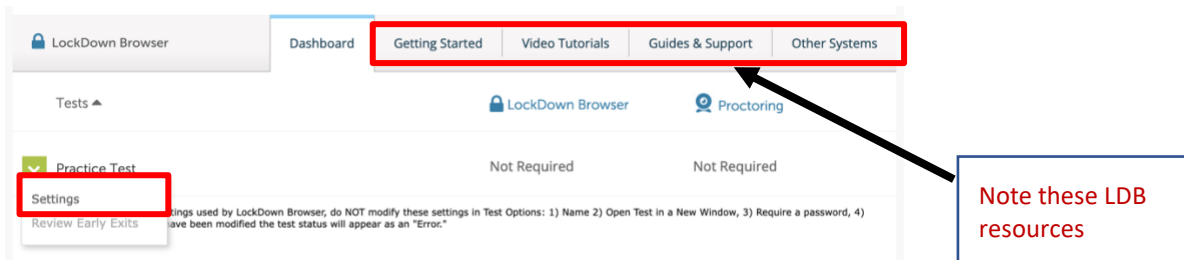 LockDown Browser
Dashboard
Getting Started
Video Tutorials
Guides & Support
Other Systems
Tests
LockDown Browser
Proctoring
Practice Test
Not Required
Not Required
Settings
used by LockDown Browser, do NOT modify these settings in Test Options: 1) Name 2) Open Test in a New Window, 3) Require a password, 4)
Review Early Exits
have been modified the test status will appear as an "Error."
Note these LDB
resources